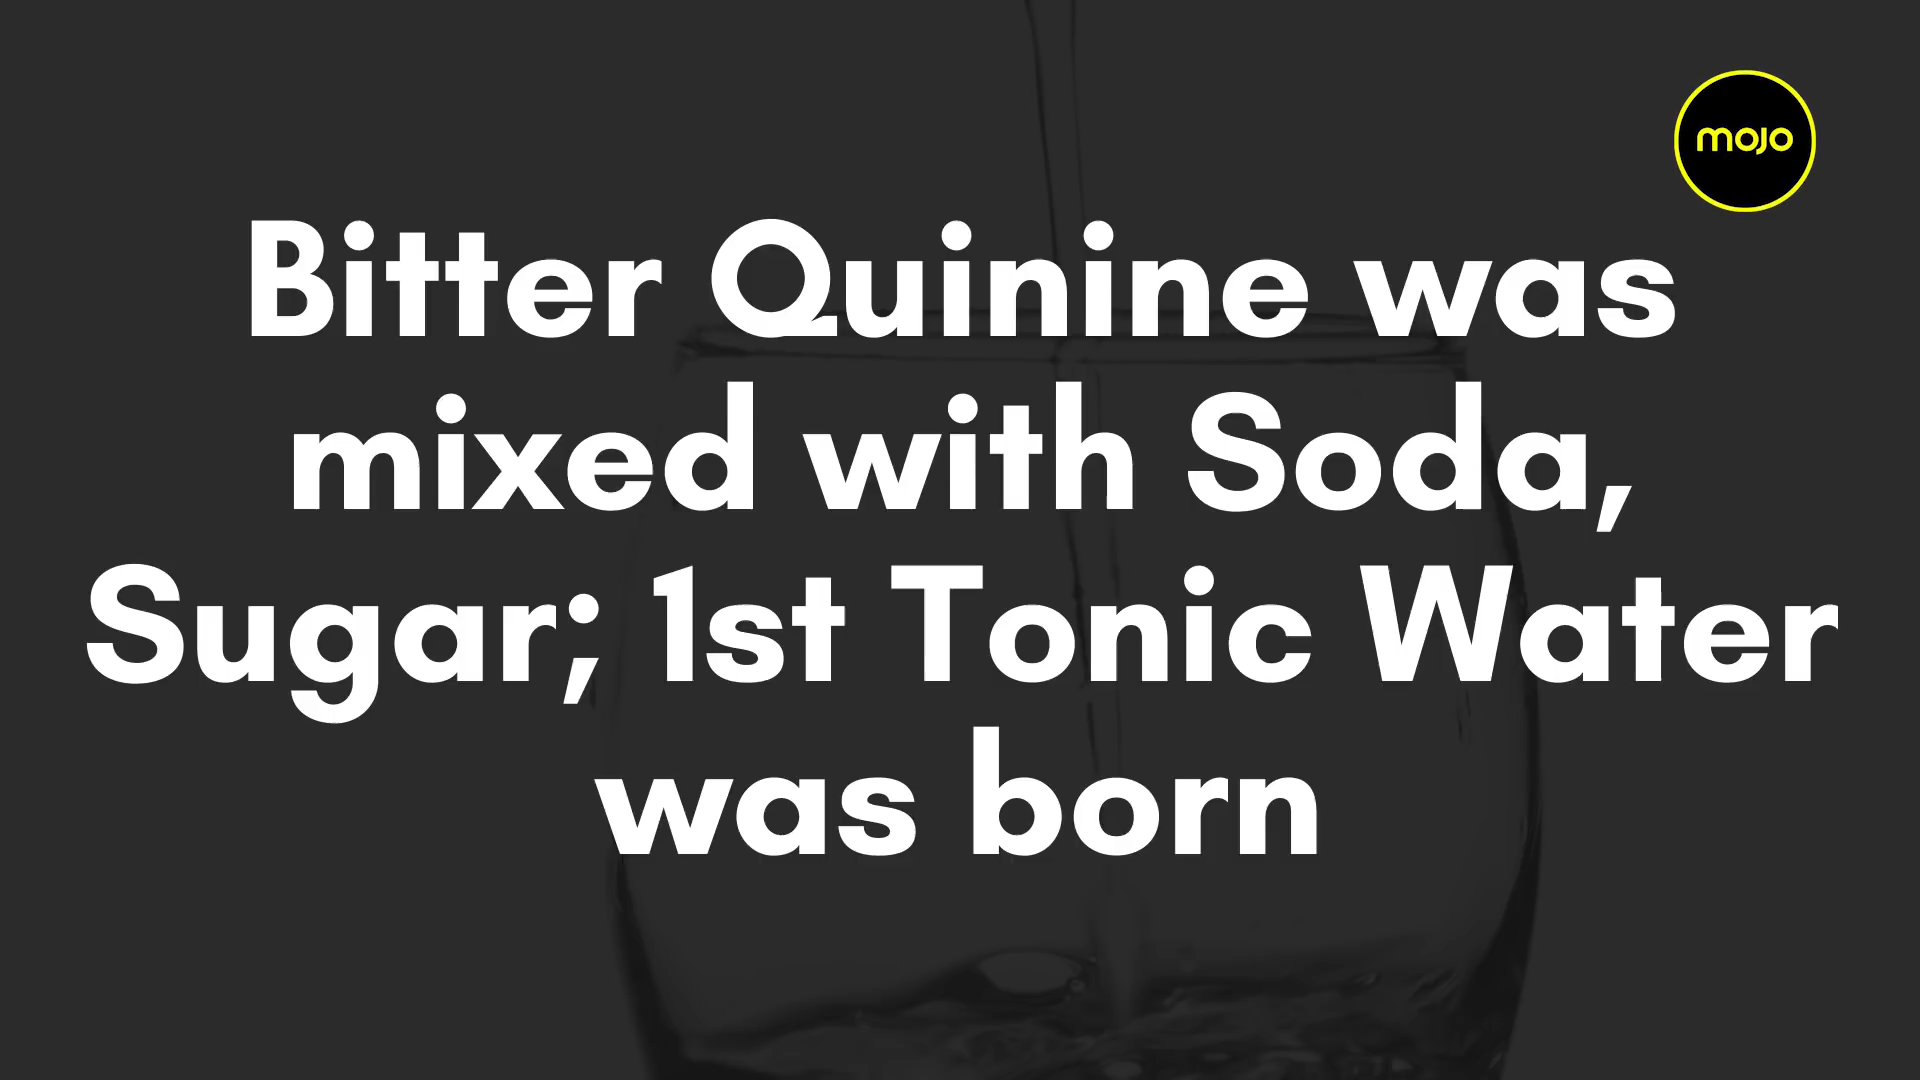 mojo
Bitter Quinine was
mixed with Soda,
Sugar; 1st Tonic Water
was born